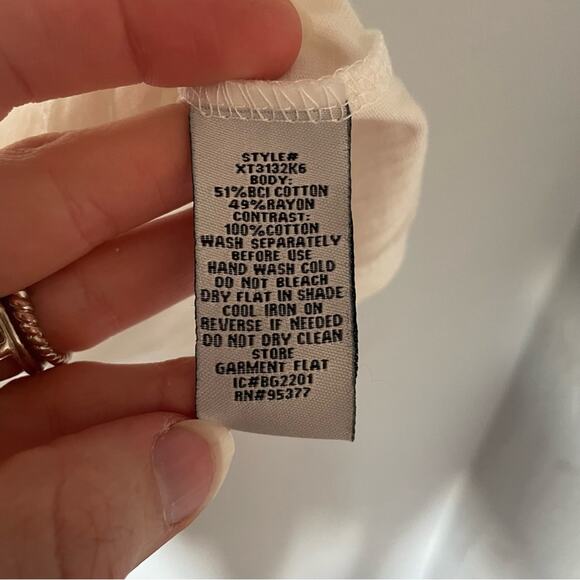 STYLE#
XT3132K6
BODY:
51%BCI COTTON
49%RAYON
CONTRAST:
100%COTTON
WASH SEPARATELY
BEFORE USE
HAND WASH COLD
DO NOT BLEACH
DRY FLAT IN SHADE
COOL IRON ON
REVERSE IF NEEDED
DO NOT DRY CLEAN
STORE
GARMENT FLAT
IC#BG2201
RN#95377